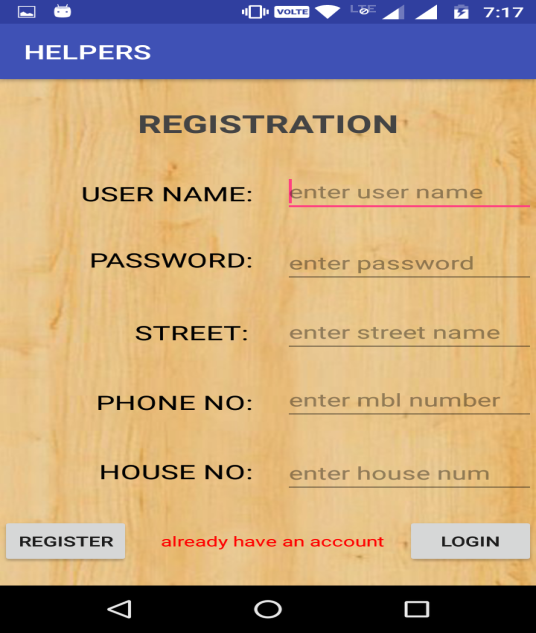 VOLTE LTE 7:17
HELPERS
REGISTRATION
USER NAME: enter user name
PASSWORD: enter password
STREET: enter street name
PHONE NO: enter mbl number
HOUSE NO: enter house num
REGISTER already have an account LOGIN